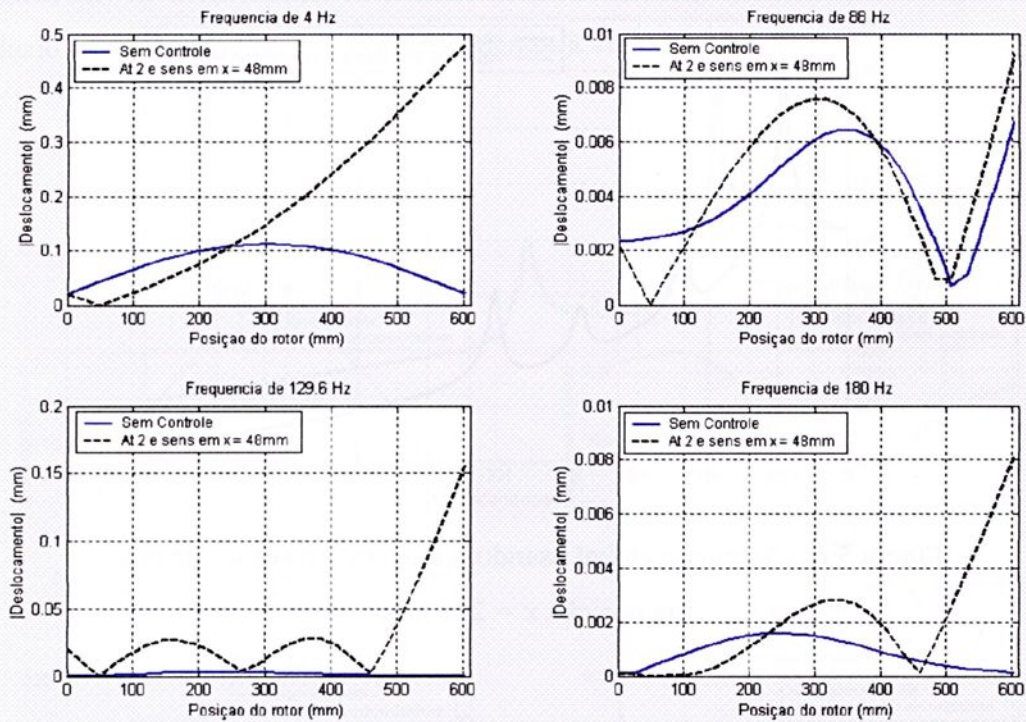 Frequencia de 4 Hz
0.5
0.4
0.3
0.2
0.1
0
|Deslocamento| (mm)
Sem Controle
At 2 e sens em x = 48mm
0 100 200 300 400 500 600
Posiçao do rotor (mm)
Frequencia de 88 Hz
0.01
0.008
0.006
0.004
0.002
0
|Deslocamento| (mm)
Sem Controle
At 2 e sens em x = 48mm
0 100 200 300 400 500 600
Posiçao do rotor (mm)
Frequencia de 129.6 Hz
0.2
0.15
0.1
0.05
0
|Deslocamento| (mm)
Sem Controle
At 2 e sens em x = 48mm
0 100 200 300 400 500 600
Posiçao do rotor (mm)
Frequencia de 180 Hz
0.01
0.008
0.006
0.004
0.002
0
|Deslocamento| (mm)
Sem Controle
At 2 e sens em x = 48mm
0 100 200 300 400 500 600
Posiçao do rotor (mm)